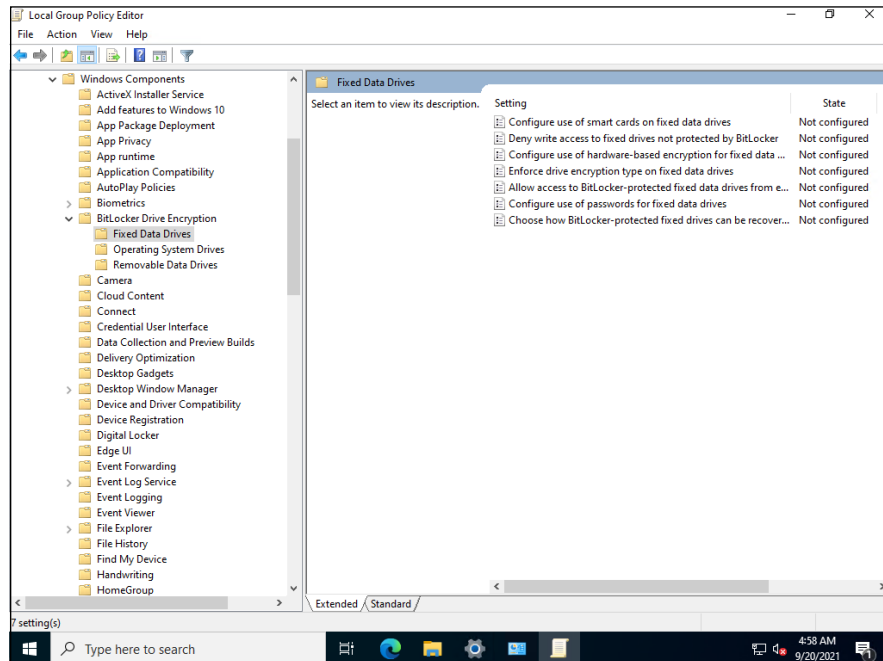 Local Group Policy Editor
File Action View Help
Windows Components
ActiveX Installer Service
Add features to Windows 10
App Package Deployment
App Privacy
App runtime
Application Compatibility
AutoPlay Policies
Biometrics
BitLocker Drive Encryption
Fixed Data Drives
Operating System Drives
Removable Data Drives
Camera
Cloud Content
Connect
Credential User Interface
Data Collection and Preview Builds
Delivery Optimization
Desktop Gadgets
Desktop Window Manager
Device and Driver Compatibility
Device Registration
Digital Locker
Edge UI
Event Forwarding
Event Log Service
Event Logging
Event Viewer
File Explorer
File History
Find My Device
Handwriting
HomeGroup
Fixed Data Drives
Select an item to view its description.
Setting State
Configure use of smart cards on fixed data drives Not configured
Deny write access to fixed drives not protected by BitLocker Not configured
Configure use of hardware-based encryption for fixed data ... Not configured
Enforce drive encryption type on fixed data drives Not configured
Allow access to BitLocker-protected fixed data drives from e... Not configured
Configure use of passwords for fixed data drives Not configured
Choose how BitLocker-protected fixed drives can be recover... Not configured
Extended Standard
7 setting(s)
Type here to search
4:58 AM
9/20/2021
1